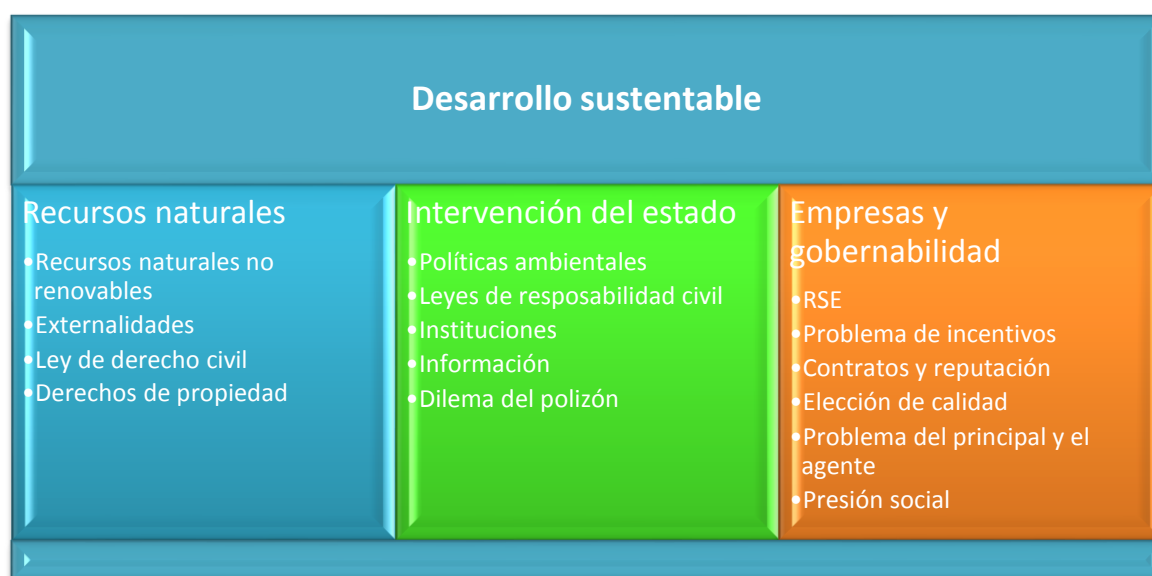 Desarrollo sustentable
Recursos naturales
•Recursos naturales no
renovables
•Externalidades
•Ley de derecho civil
•Derechos de propiedad
Intervención del estado
•Políticas ambientales
•Leyes de resposabilidad civil
•Instituciones
•Información
•Dilema del polizón
Empresas y
gobernabilidad
•RSE
•Problema de incentivos
•Contratos y reputación
•Elección de calidad
•Problema del principal y el
agente
•Presión social